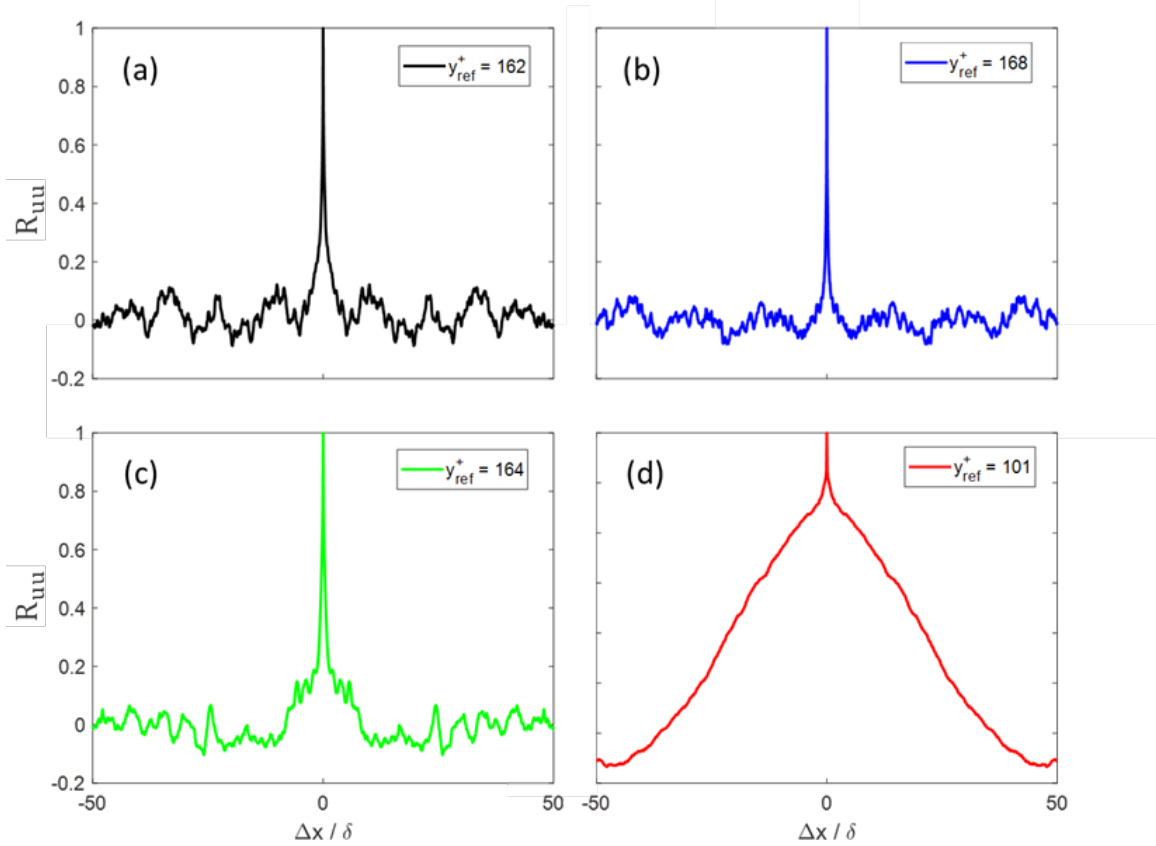 (a)
y⁺ref = 162
1
0.8
0.6
0.4
0.2
0
-0.2
Ruu
(b)
y⁺ref = 168
(c)
y⁺ref = 164
1
0.8
0.6
0.4
0.2
0
-0.2
Ruu
-50
0
50
Δx / δ
(d)
y⁺ref = 101
-50
0
50
Δx / δ